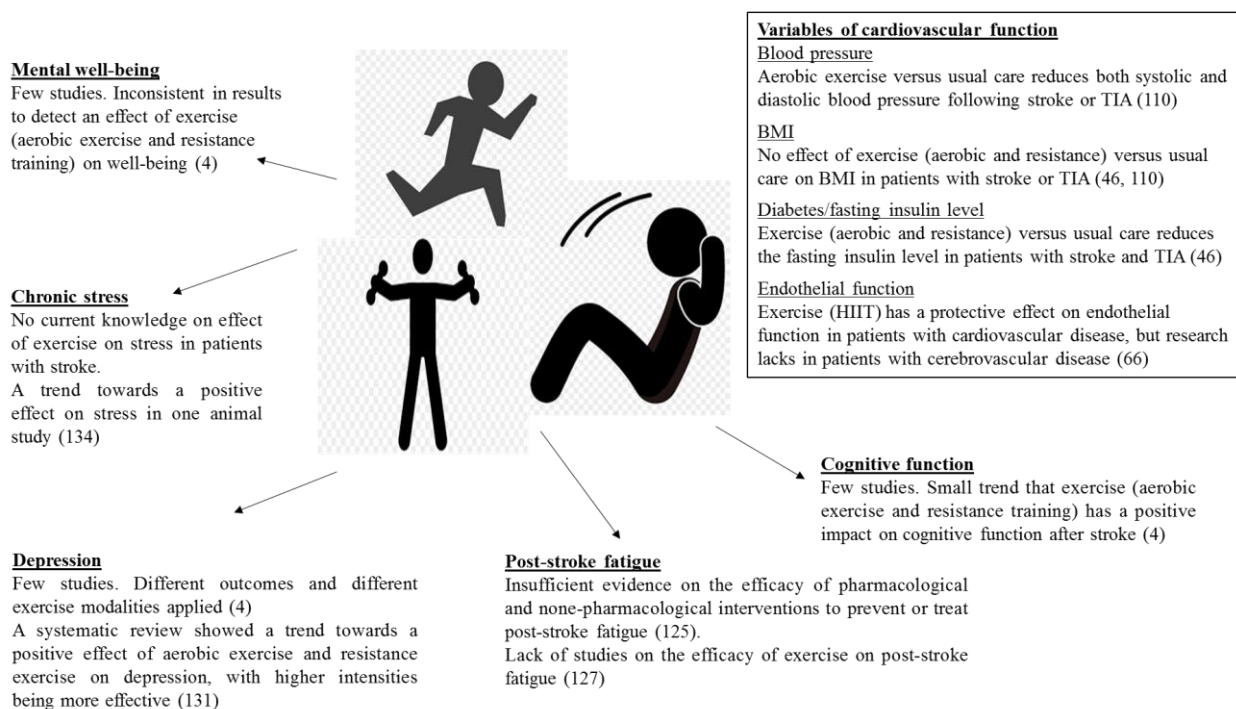 Mental well-being
Few studies. Inconsistent in results
to detect an effect of exercise
(aerobic exercise and resistance
training) on well-being (4)
Chronic stress
No current knowledge on effect
of exercise on stress in patients
with stroke.
A trend towards a positive
effect on stress in one animal
study (134)
Depression
Few studies. Different outcomes and different
exercise modalities applied (4)
A systematic review showed a trend towards a
positive effect of aerobic exercise and resistance
exercise on depression, with higher intensities
being more effective (131)
Post-stroke fatigue
Insufficient evidence on the efficacy of pharmacological
and none-pharmacological interventions to prevent or treat
post-stroke fatigue (125).
Lack of studies on the efficacy of exercise on post-stroke
fatigue (127)
Cognitive function
Few studies. Small trend that exercise (aerobic
exercise and resistance training) has a positive
impact on cognitive function after stroke (4)
Variables of cardiovascular function
Blood pressure
Aerobic exercise versus usual care reduces both systolic and
diastolic blood pressure following stroke or TIA (110)
BMI
No effect of exercise (aerobic and resistance) versus usual
care on BMI in patients with stroke or TIA (46, 110)
Diabetes/fasting insulin level
Exercise (aerobic and resistance) versus usual care reduces
the fasting insulin level in patients with stroke and TIA (46)
Endothelial function
Exercise (HIIT) has a protective effect on endothelial
function in patients with cardiovascular disease, but research
lacks in patients with cerebrovascular disease (66)